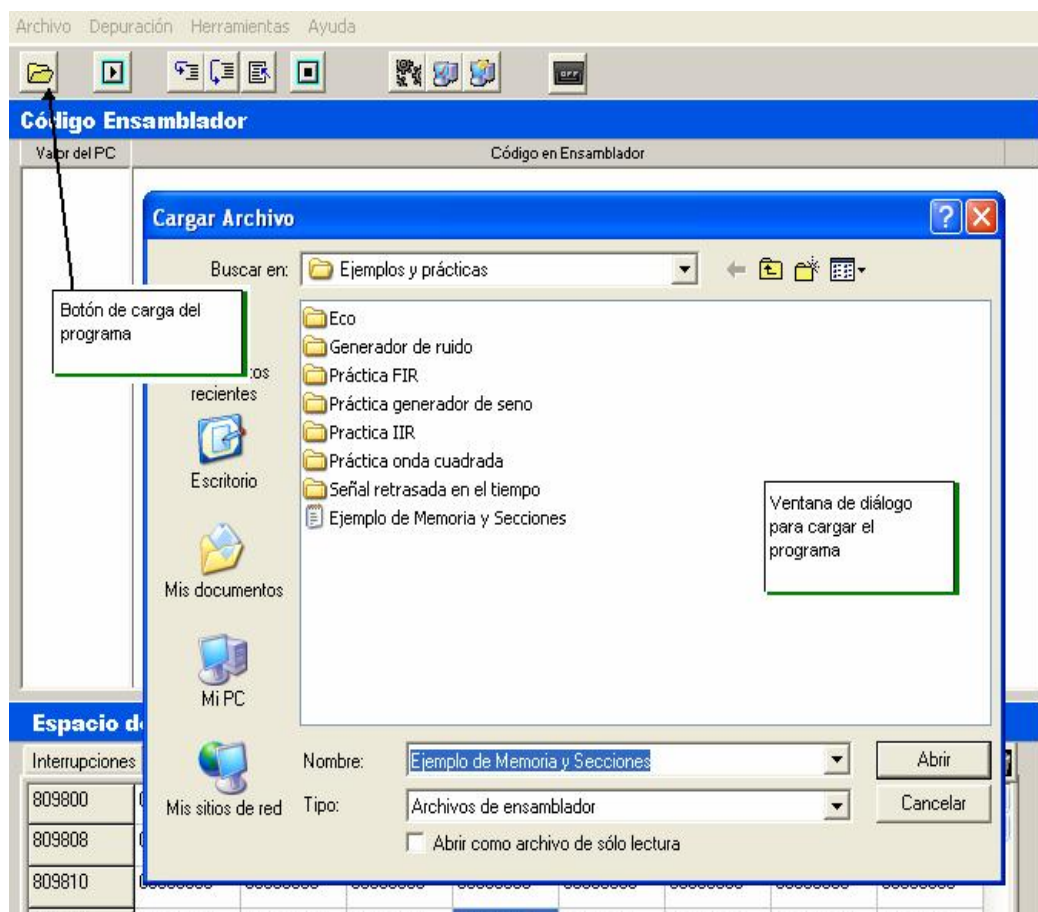 Archivo Depuración Herramientas Ayuda
OFF
Código Ensamblador
Valor del PC
Código en Ensamblador
Cargar Archivo
Buscar en:
Ejemplos y prácticas
Botón de carga del
programa
recientes
Escritorio
Mis documentos
Mi PC
Mis sitios de red
Eco
Generador de ruido
Práctica FIR
Práctica generador de seno
Practica IIR
Práctica onda cuadrada
Señal retrasada en el tiempo
Ejemplo de Memoria y Secciones
Ventana de diálogo
para cargar el
programa
Nombre:
Ejemplo de Memoria y Secciones
Abrir
Tipo:
Archivos de ensamblador
Cancelar
Abrir como archivo de sólo lectura
Espacio
Interrupciones
809800
809808
809810